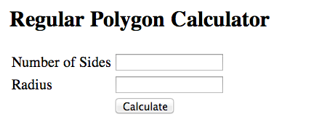 Regular Polygon Calculator
Number of Sides
Radius
Calculate